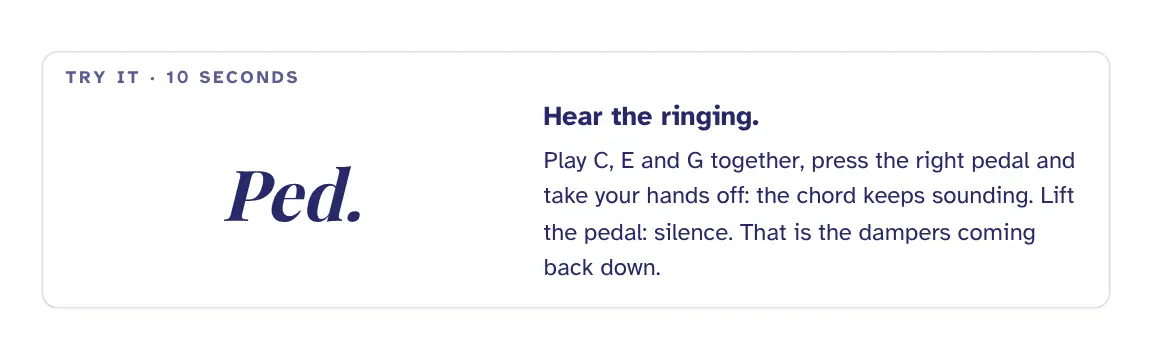 TRY IT · 10 SECONDS
Ped.
Hear the ringing.
Play C, E and G together, press the right pedal and
take your hands off: the chord keeps sounding. Lift
the pedal: silence. That is the dampers coming
back down.